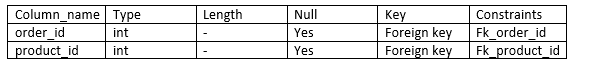 Column_name Type Length Null Key Constraints
order_id int - Yes Foreign key Fk_order_id
product_id int - Yes Foreign key Fk_product_id